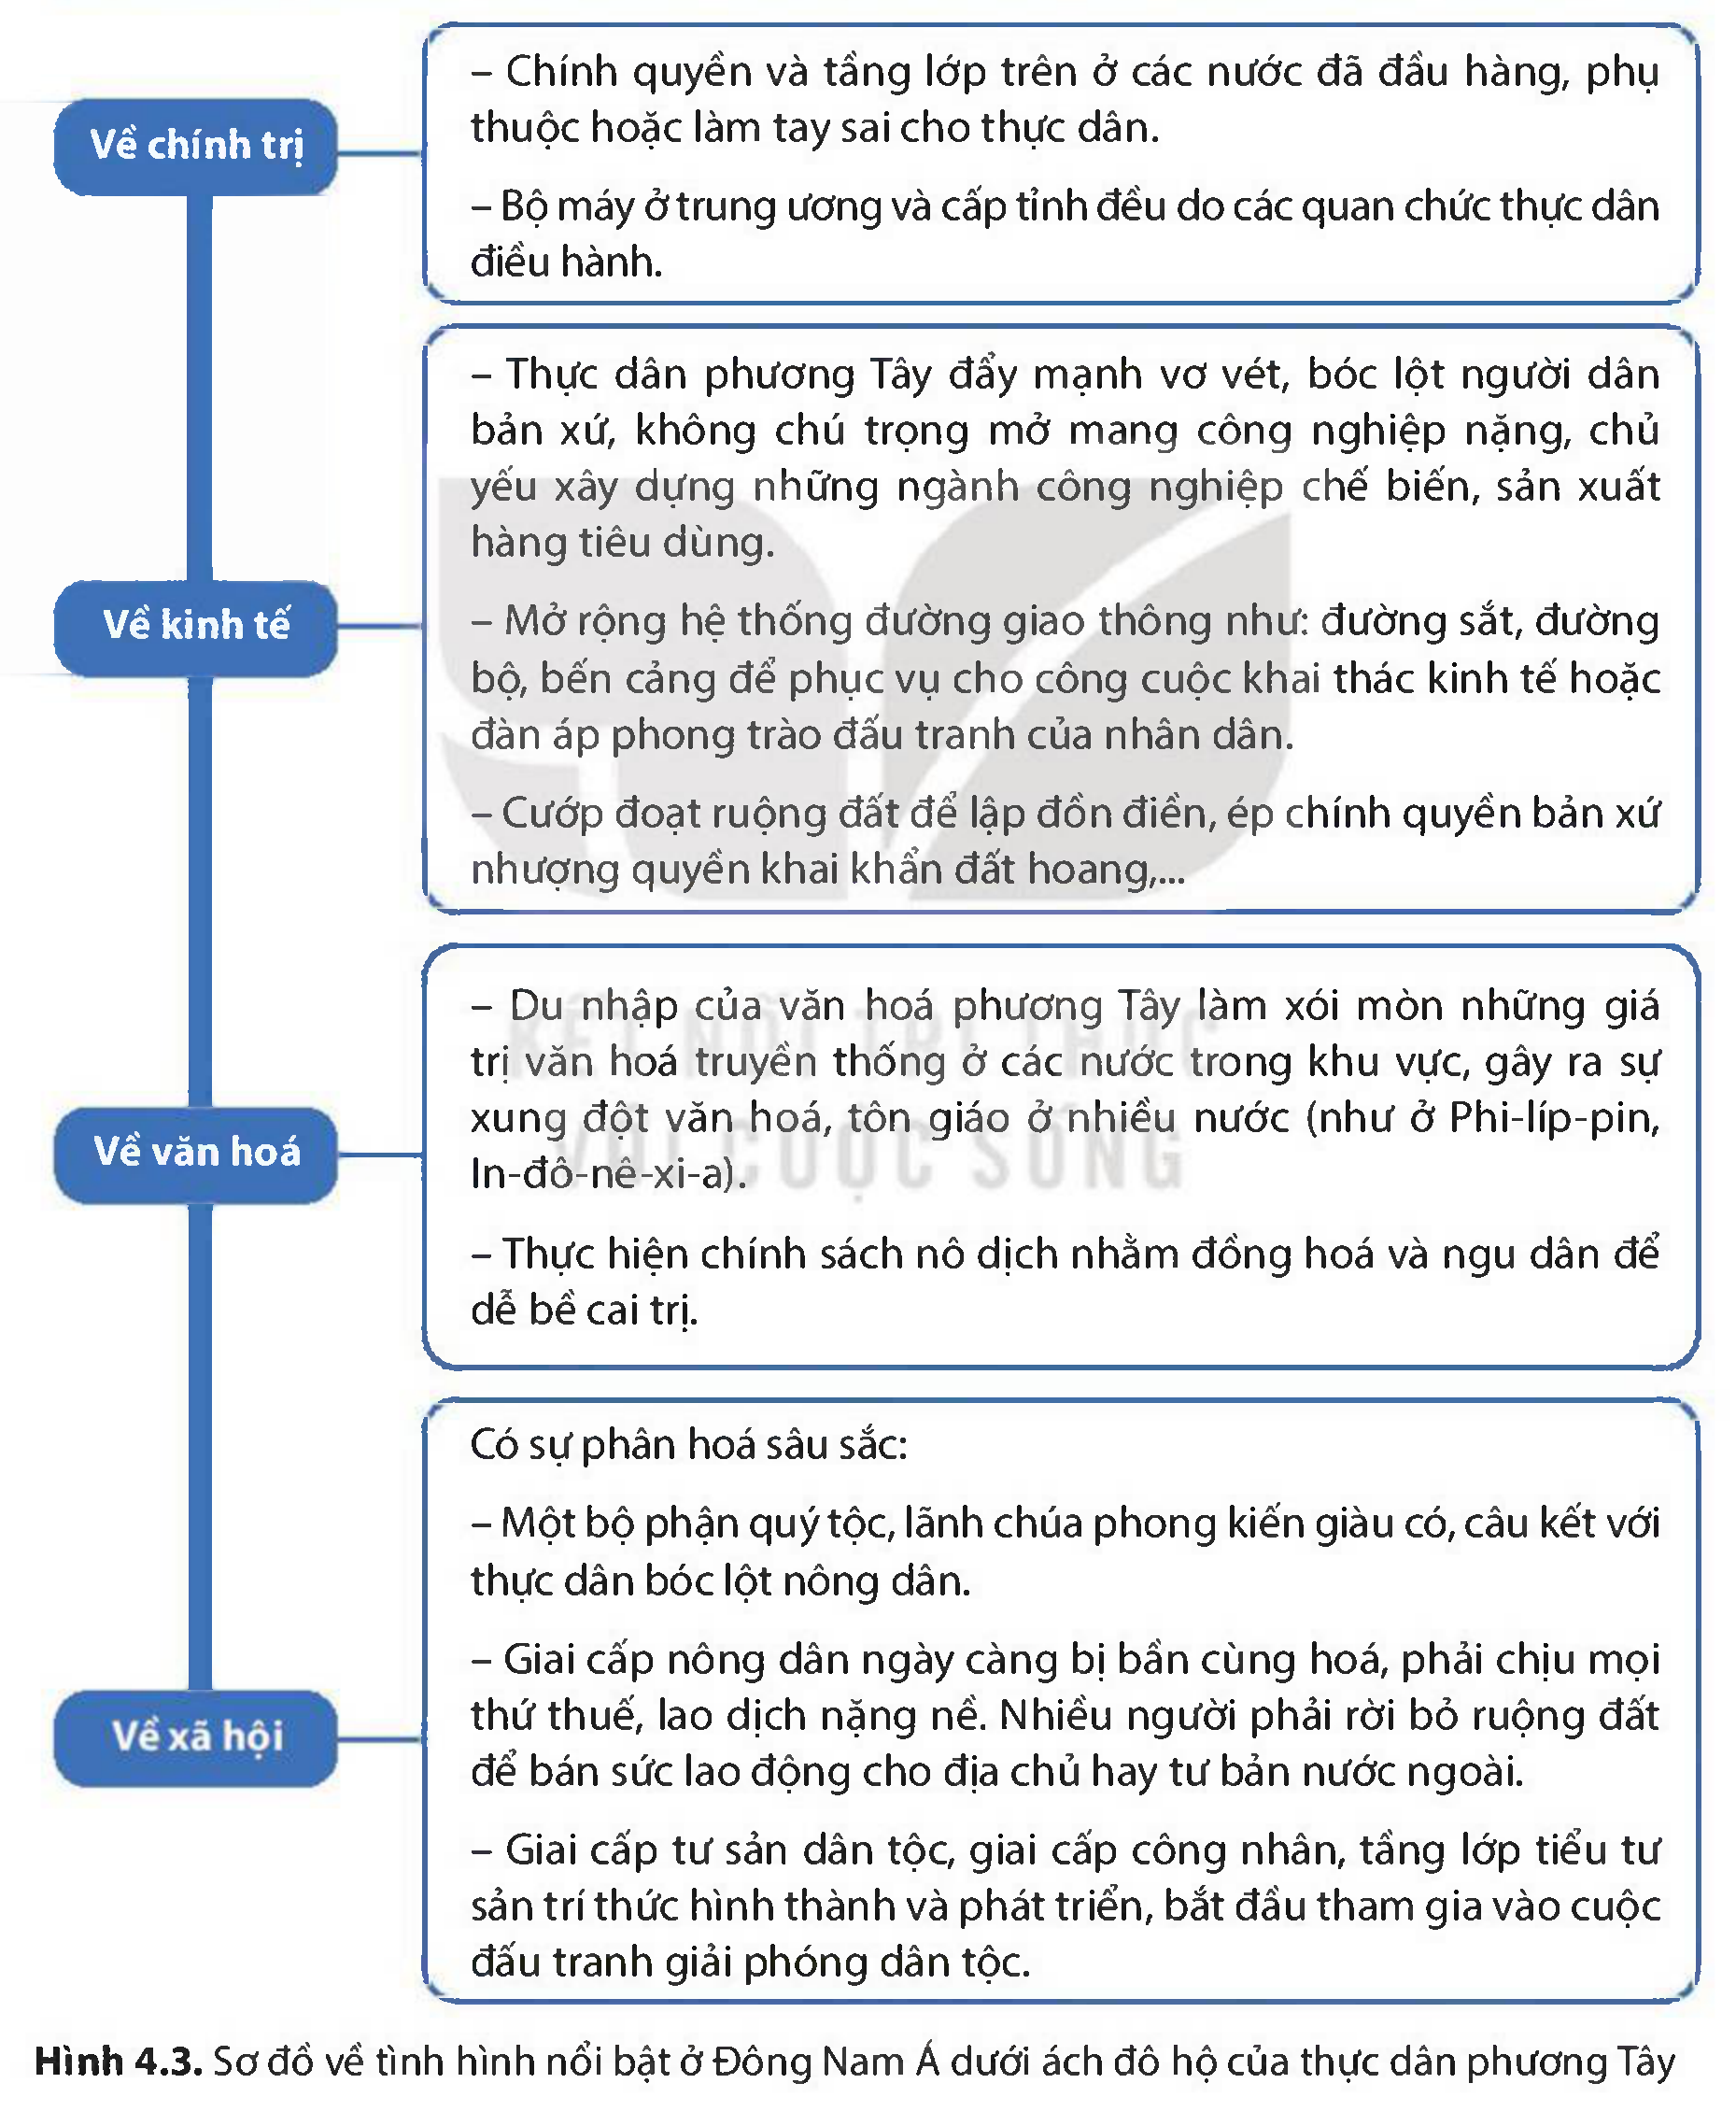 Về chính trị
– Chính quyền và tầng lớp trên ở các nước đã đầu hàng, phụ
thuộc hoặc làm tay sai cho thực dân.
– Bộ máy ở trung ương và cấp tỉnh đều do các quan chức thực dân
điều hành.
Về kinh tế
– Thực dân phương Tây đẩy mạnh vơ vét, bóc lột người dân
bản xứ, không chú trọng mở mang công nghiệp nặng, chủ
yếu xây dựng những ngành công nghiệp chế biến, sản xuất
hàng tiêu dùng.
– Mở rộng hệ thống đường giao thông như: đường sắt, đường
bộ, bến cảng để phục vụ cho công cuộc khai thác kinh tế hoặc
đàn áp phong trào đấu tranh của nhân dân.
– Cướp đoạt ruộng đất để lập đồn điền, ép chính quyền bản xứ
nhượng quyền khai khẩn đất hoang,...
Về văn hoá
– Du nhập của văn hoá phương Tây làm xói mòn những giá
trị văn hoá truyền thống ở các nước trong khu vực, gây ra sự
xung đột văn hoá, tôn giáo ở nhiều nước (như ở Phi-líp-pin,
In-đô-nê-xi-a).
– Thực hiện chính sách nô dịch nhằm đồng hoá và ngu dân để
dễ bề cai trị.
KẾT NỐI TRI THỨC
VỚI CUỘC SỐNG
Về xã hội
Có sự phân hoá sâu sắc:
– Một bộ phận quý tộc, lãnh chúa phong kiến giàu có, câu kết với
thực dân bóc lột nông dân.
– Giai cấp nông dân ngày càng bị bần cùng hoá, phải chịu mọi
thứ thuế, lao dịch nặng nề. Nhiều người phải rời bỏ ruộng đất
để bán sức lao động cho địa chủ hay tư bản nước ngoài.
– Giai cấp tư sản dân tộc, giai cấp công nhân, tầng lớp tiểu tư
sản trí thức hình thành và phát triển, bắt đầu tham gia vào cuộc
đấu tranh giải phóng dân tộc.
Hình 4.3. Sơ đồ về tình hình nổi bật ở Đông Nam Á dưới ách đô hộ của thực dân phương Tây